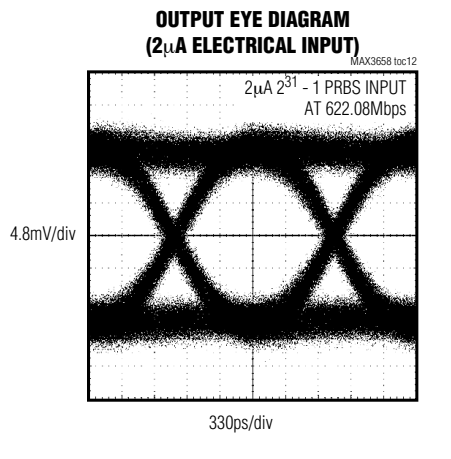 OUTPUT EYE DIAGRAM
(2μA ELECTRICAL INPUT)
MAX3658 toc12
2μA 2³¹ - 1 PRBS INPUT
AT 622.08Mbps
4.8mV/div
330ps/div